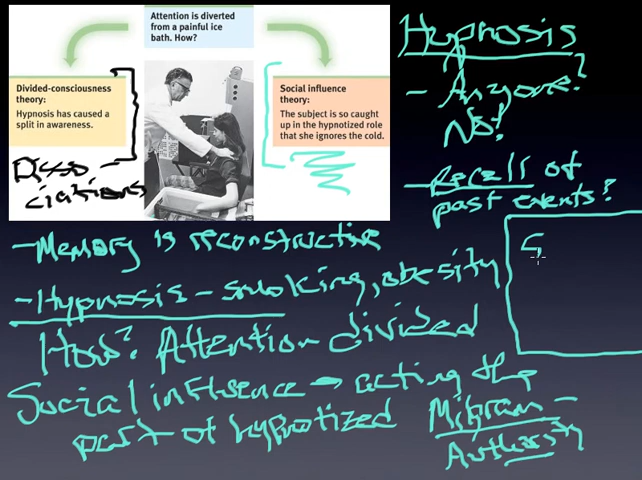 Attention is diverted
from a painful ice
bath. How?
Divided-consciousness
theory:
Hypnosis has caused a
split in awareness.
Social influence
theory:
The subject is so caught
up in the hypnotized role
that she ignores the cold.
Disso
ciations
Hypnosis
- Anyone?
No!
- Recall of
past events?
- Memory is reconstructive
- Hypnosis - smoking, obesity
How? Attention divided
Social influence - acting the
part of hypnotized
Milgram -
Authority